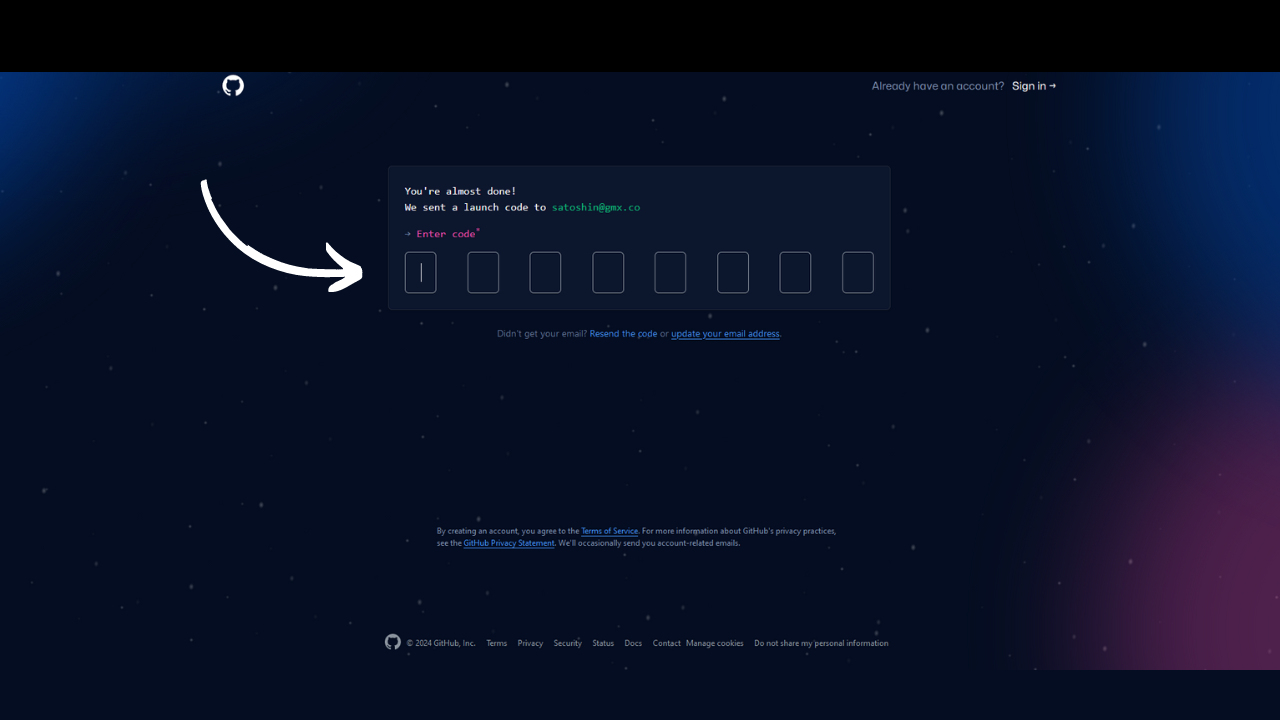 Already have an account? Sign in →
You're almost done!
We sent a launch code to satoshin@gmx.co
→ Enter code*
Didn't get your email? Resend the code or update your email address.
By creating an account, you agree to the Terms of Service. For more information about GitHub's privacy practices,
see the GitHub Privacy Statement. We'll occasionally send you account-related emails.
© 2024 GitHub, Inc. Terms Privacy Security Status Docs Contact Manage cookies Do not share my personal information